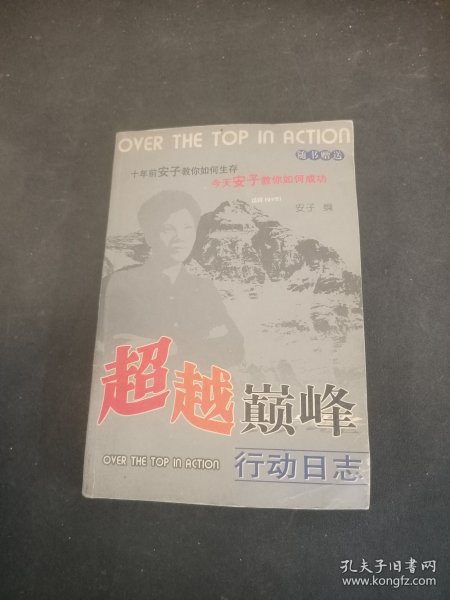 OVER THE TOP IN ACTION
随书赠送
十年前安子教你如何生存
今天安子教你如何成功
安子 撰
超越巅峰
OVER THE TOP IN ACTION
行动日志
孔夫子旧书网
www.kongfz.com